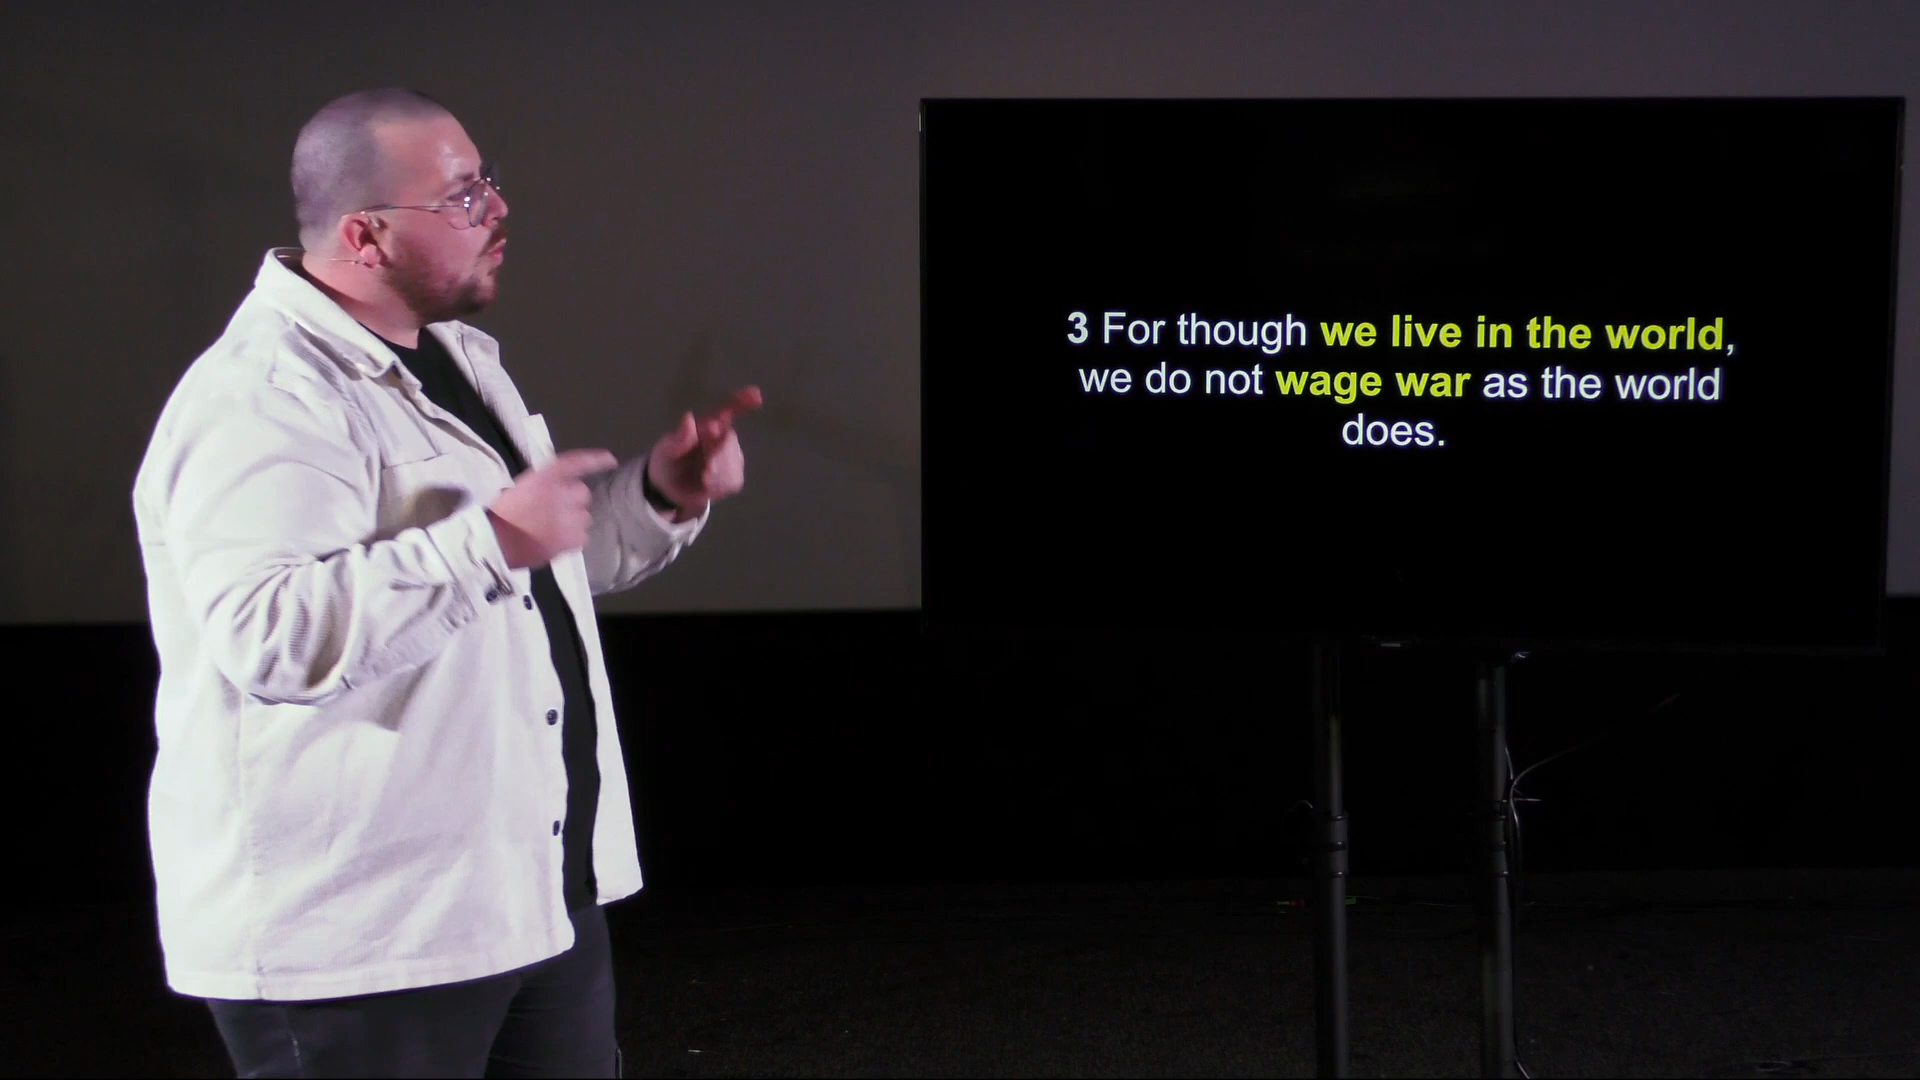 3 For though we live in the world,
we do not wage war as the world
does.